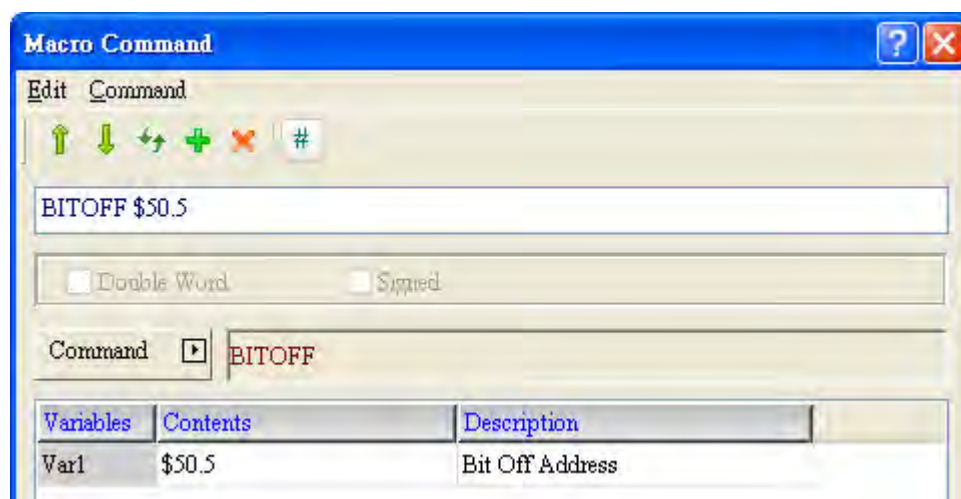 Macro Command
Edit Command
#
BITOFF $50.5
Double Word Signed
Command BITOFF
Variables Contents Description
Var1 $50.5 Bit Off Address